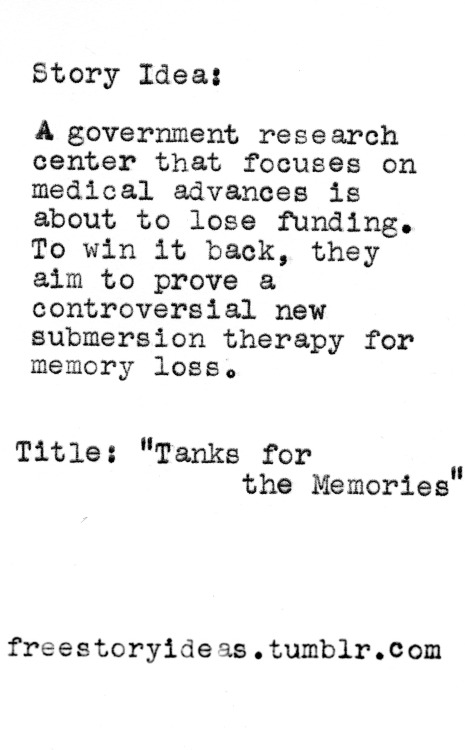 Story Idea:
A government research
center that focuses on
medical advances is
about to lose funding.
To win it back, they
aim to prove a
controversial new
submersion therapy for
memory loss.
Title: "Tanks for
the Memories"
freestoryideas.tumblr.com